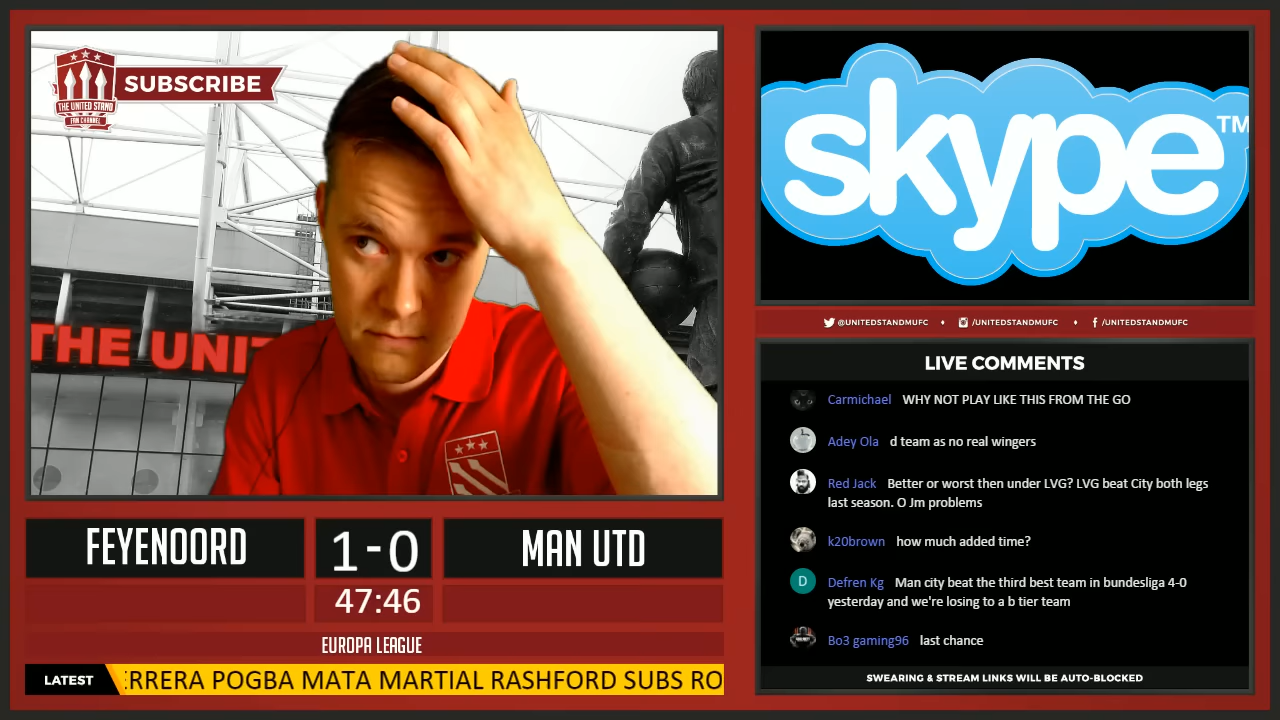 SUBSCRIBE
THE UNITED STAND
FAN CHANNEL
THE UNIT
skype™
@UNITEDSTANDMUFC ♦ /UNITEDSTANDMUFC ♦ /UNITEDSTANDMUFC
LIVE COMMENTS
Carmichael WHY NOT PLAY LIKE THIS FROM THE GO
Adey Ola d team as no real wingers
Red Jack Better or worst then under LVG? LVG beat City both legs
last season. O Jm problems
k20brown how much added time?
D
Defren Kg Man city beat the third best team in bundesliga 4-0
yesterday and we're losing to a b tier team
Bo3 gaming96 last chance
SWEARING & STREAM LINKS WILL BE AUTO-BLOCKED
FEYENOORD 1-0 MAN UTD
47:46
EUROPA LEAGUE
LATEST ERRERA POGBA MATA MARTIAL RASHFORD SUBS RO